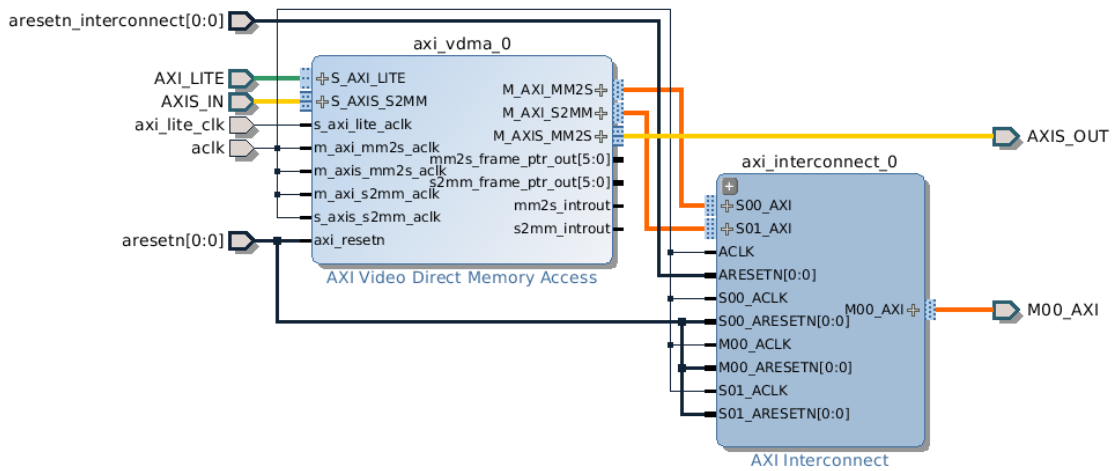 aresetn_interconnect[0:0]
AXI_LITE
AXIS_IN
axi_lite_clk
aclk
aresetn[0:0]
axi_vdma_0
S_AXI_LITE
S_AXIS_S2MM
s_axi_lite_aclk
m_axi_mm2s_aclk
m_axis_mm2s_aclk
m_axi_s2mm_aclk
s_axis_s2mm_aclk
axi_resetn
M_AXI_MM2S
M_AXI_S2MM
M_AXIS_MM2S
mm2s_frame_ptr_out[5:0]
s2mm_frame_ptr_out[5:0]
mm2s_introut
s2mm_introut
AXI Video Direct Memory Access
axi_interconnect_0
S00_AXI
S01_AXI
ACLK
ARESETN[0:0]
S00_ACLK
S00_ARESETN[0:0]
M00_ACLK
M00_ARESETN[0:0]
S01_ACLK
S01_ARESETN[0:0]
M00_AXI
AXI Interconnect
AXIS_OUT
M00_AXI